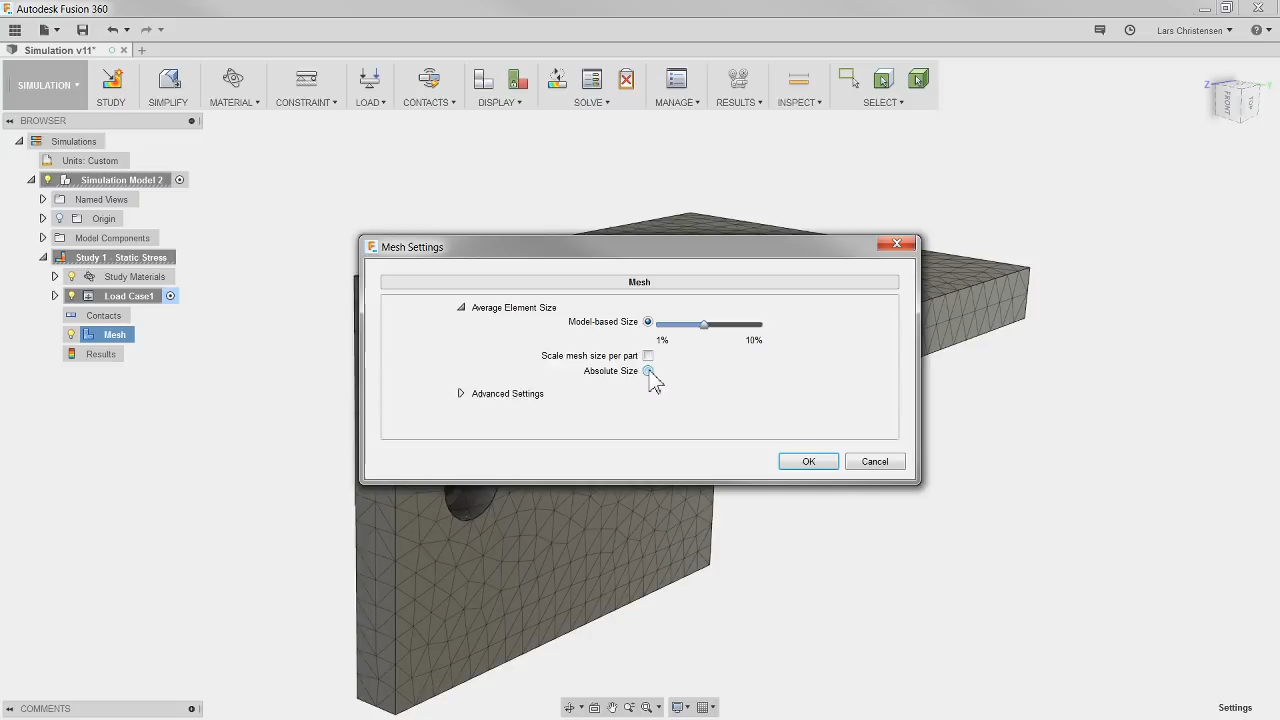 Autodesk Fusion 360
Lars Christensen
Simulation v11*
SIMULATION
STUDY
SIMPLIFY
MATERIAL
CONSTRAINT
LOAD
CONTACTS
DISPLAY
SOLVE
MANAGE
RESULTS
INSPECT
SELECT
Z
Y
FRONT
BROWSER
Simulations
Units: Custom
Simulation Model 2
Named Views
Origin
Model Components
Study 1 - Static Stress
Study Materials
Load Case1
Contacts
Mesh
Results
Mesh Settings
Mesh
Average Element Size
Model-based Size
1%
10%
Scale mesh size per part
Absolute Size
Advanced Settings
OK
Cancel
COMMENTS
Settings